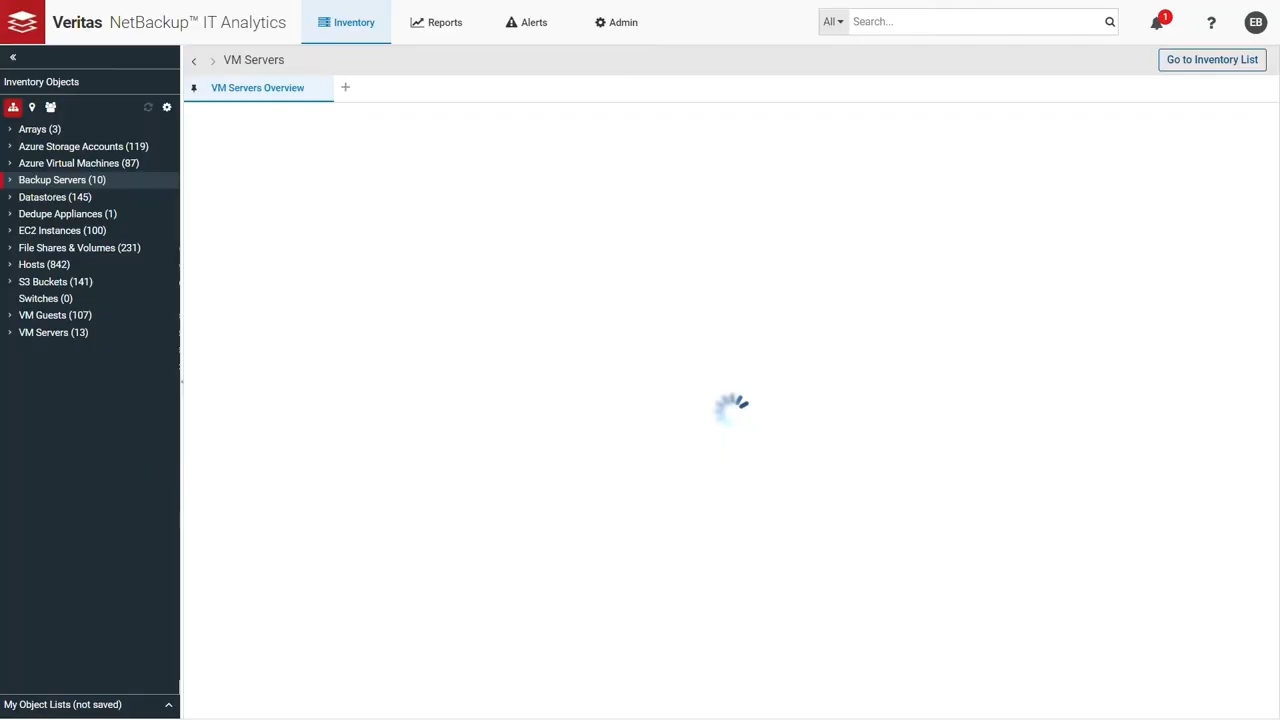 Veritas NetBackup™ IT Analytics
Inventory
Reports
Alerts
Admin
All
Search...
1
?
EB
Inventory Objects
Arrays (3)
Azure Storage Accounts (119)
Azure Virtual Machines (87)
Backup Servers (10)
Datastores (145)
Dedupe Appliances (1)
EC2 Instances (100)
File Shares & Volumes (231)
Hosts (842)
S3 Buckets (141)
Switches (0)
VM Guests (107)
VM Servers (13)
My Object Lists (not saved)
VM Servers
Go to Inventory List
VM Servers Overview
+